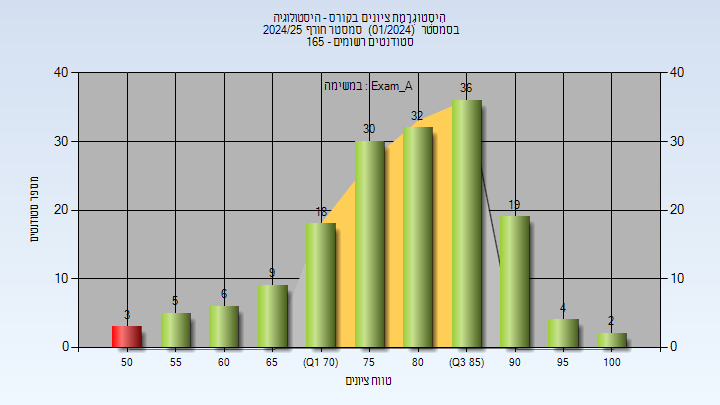 היסטוגרמת ציונים בקורס - היסטולוגיה
בסמסטר (01/2024) סמסטר חורף 2024/25
סטודנטים רשומים - 165
במשימה : Exam_A
40 40
30 30
20 20
10 10
0 0
3 5 6 9 18 30 32 36 19 4 2
50 55 60 65 (Q1 70) 75 80 (Q3 85) 90 95 100
מספר סטודנטים
טווח ציונים